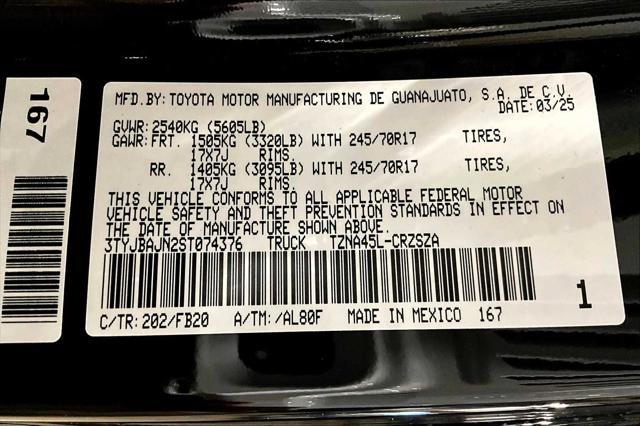 167
MFD.BY: TOYOTA MOTOR MANUFACTURING DE GUANAJUATO, S.A. DE C.V.
DATE: 03/25
GVWR: 2540KG (5605LB)
GAWR: FRT. 1505KG (3320LB) WITH 245/70R17 TIRES,
17X7J RIMS.
RR. 1405KG (3095LB) WITH 245/70R17 TIRES,
17X7J RIMS.
THIS VEHICLE CONFORMS TO ALL APPLICABLE FEDERAL MOTOR
VEHICLE SAFETY AND THEFT PREVENTION STANDARDS IN EFFECT ON
THE DATE OF MANUFACTURE SHOWN ABOVE.
3TYJBAJN2ST074376 TRUCK TZNA45L-CRZSZA
1
C/TR: 202/FB20 A/TM: /AL80F MADE IN MEXICO 167